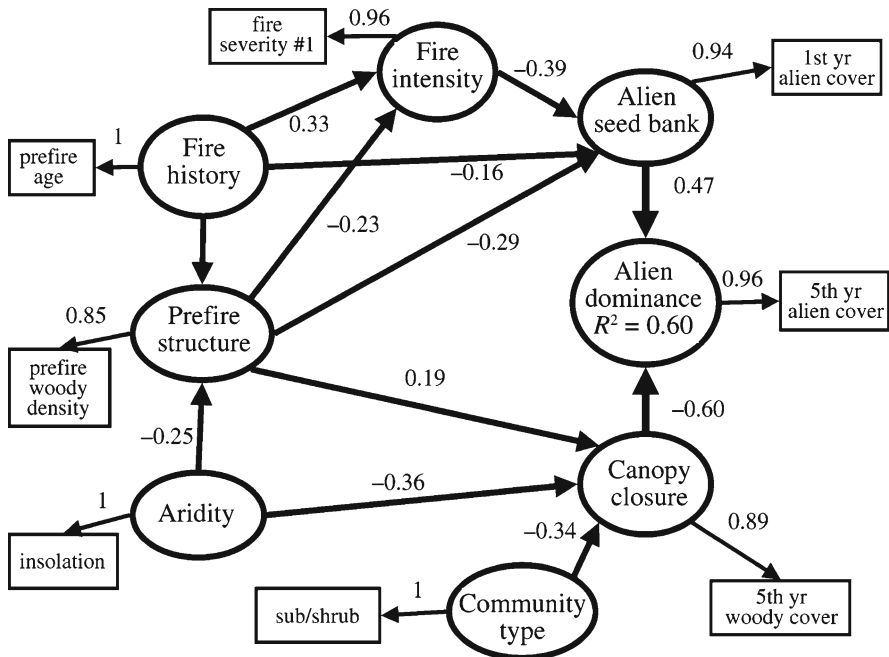 0.96
fire
severity #1
Fire
intensity
0.94
1st yr
alien cover
−0.39
Alien
seed bank
0.33
1
prefire
age
Fire
history
−0.16
0.47
−0.23
−0.29
Alien
dominance
R² = 0.60
0.96
5th yr
alien cover
0.85
Prefire
structure
prefire
woody
density
0.19
−0.60
−0.25
Canopy
closure
−0.36
1
Aridity
−0.34
0.89
insolation
1
sub/shrub
Community
type
5th yr
woody cover